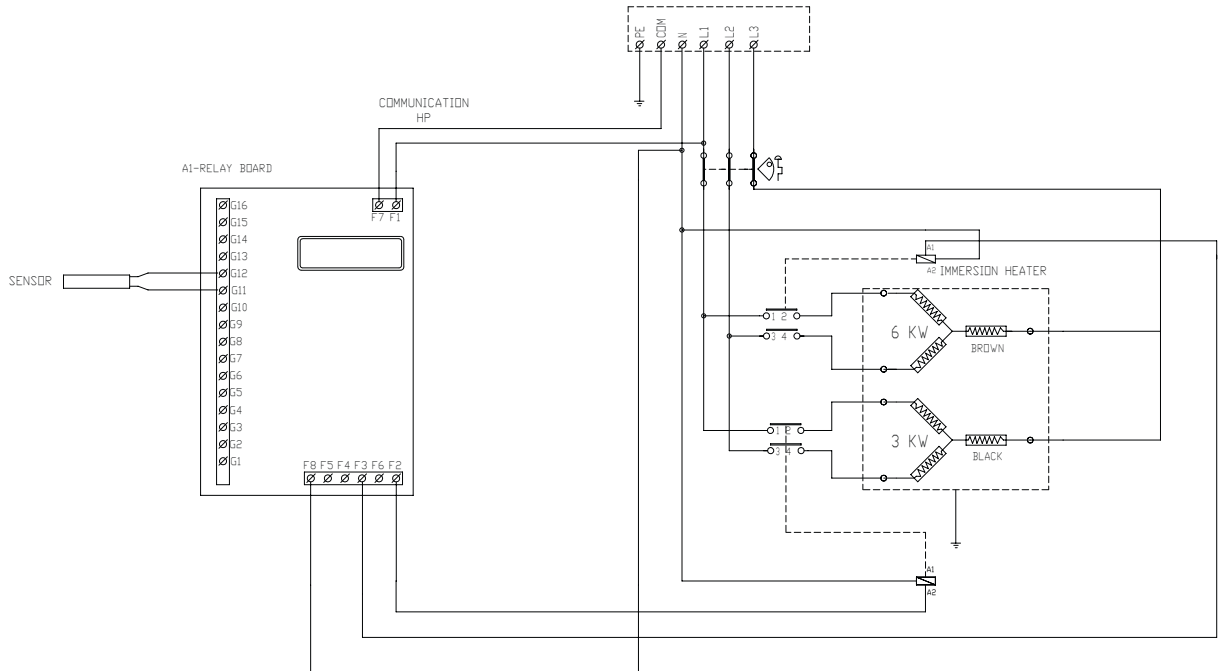 PE COM N L1 L2 L3
COMMUNICATION
HP
A1-RELAY BOARD
F7 F1
G16
G15
G14
G13
G12
G11
G10
G9
G8
G7
G6
G5
G4
G3
G2
G1
SENSOR
A1
A2 IMMERSION HEATER
1 2
3 4
6 KW
BROWN
1 2
3 4
3 KW
BLACK
F8 F5 F4 F3 F6 F2
A1
A2